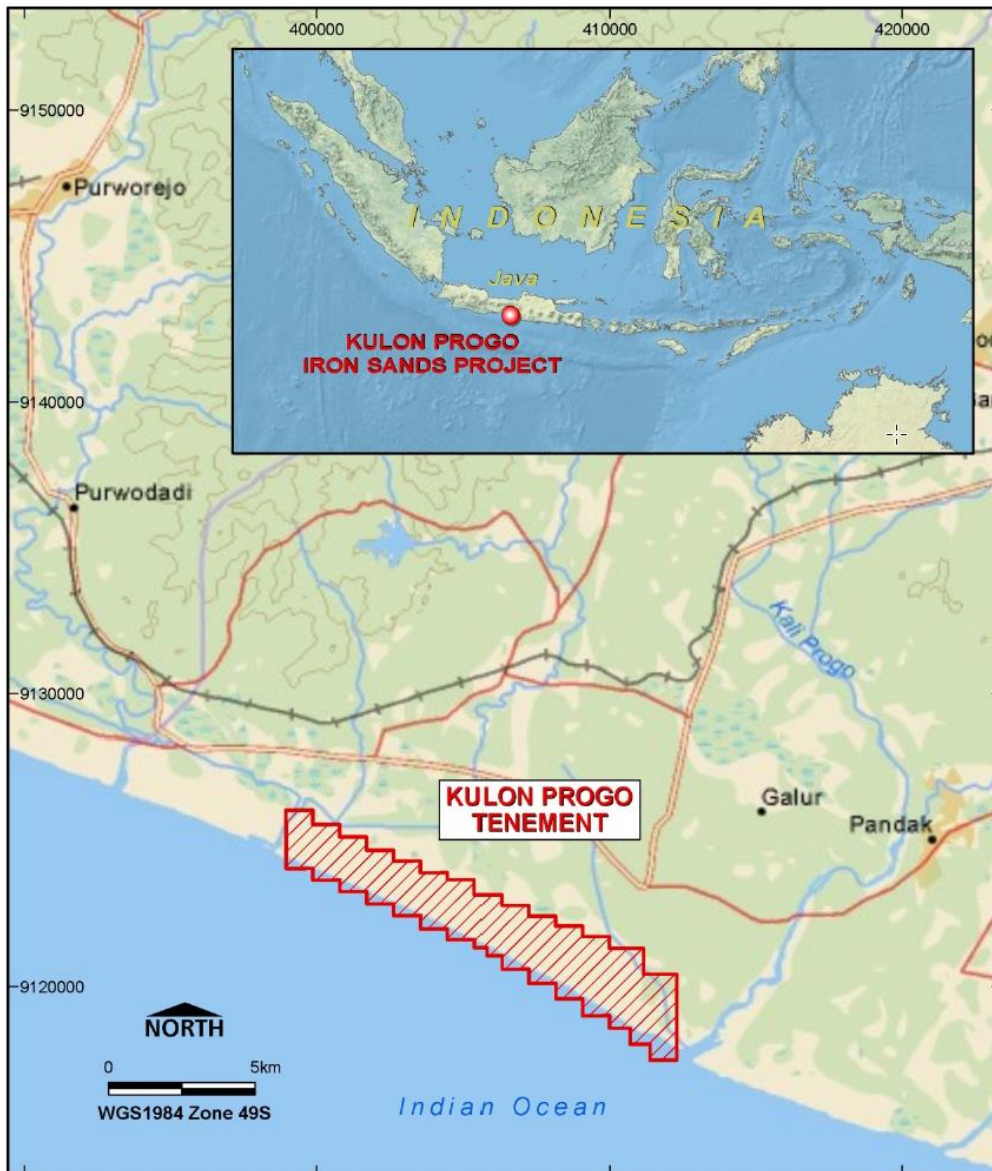 400000
410000
420000
9150000
Purworejo
INDONESIA
Java
KULON PROGO
IRON SANDS PROJECT
9140000
Purwodadi
Kali Progo
9130000
KULON PROGO
TENEMENT
Galur
Pandak
9120000
NORTH
0 5km
WGS1984 Zone 49S
Indian Ocean